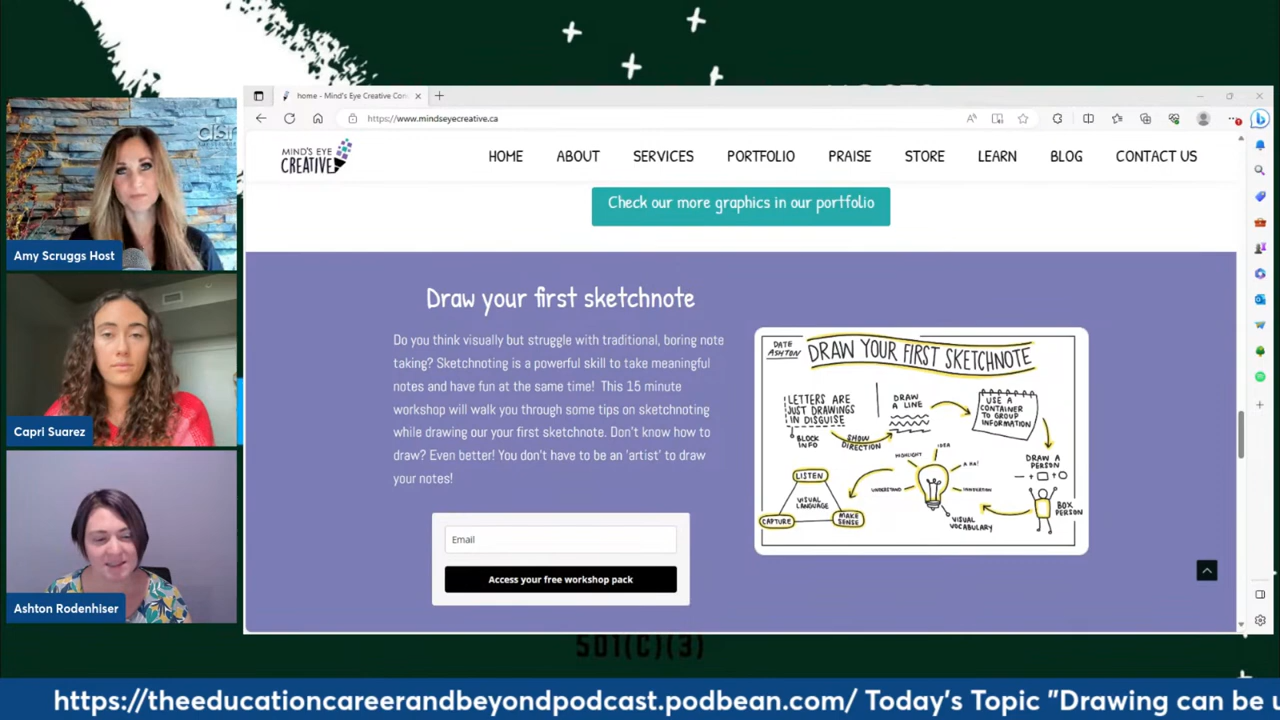 home - Mind's Eye Creative Con
https://www.mindseyecreative.ca
MIND'S EYE
CREATIVE
HOME
ABOUT
SERVICES
PORTFOLIO
PRAISE
STORE
LEARN
BLOG
CONTACT US
Check our more graphics in our portfolio
Amy Scruggs Host
Capri Suarez
Ashton Rodenhiser
Draw your first sketchnote
Do you think visually but struggle with traditional, boring note
taking? Sketchnoting is a powerful skill to take meaningful
notes and have fun at the same time! This 15 minute
workshop will walk you through some tips on sketchnoting
while drawing our your first sketchnote. Don't know how to
draw? Even better! You don't have to be an 'artist' to draw
your notes!
Email
Access your free workshop pack
DATE
ASHTON
DRAW YOUR FIRST SKETCHNOTE
LETTERS ARE
JUST DRAWINGS
IN DISGUISE
BLOCK
INFO
SHOW
DIRECTION
DRAW
A LINE
USE A
CONTAINER
TO GROUP
INFORMATION
DRAW A
PERSON
BOX
PERSON
IDEA
HIGHLIGHT
A HA!
UNDERSTAND
INNOVATION
VISUAL
VOCABULARY
LISTEN
VISUAL
LANGUAGE
CAPTURE
MAKE
SENSE
501(C)(3)
https://theeducationcareerandbeyondpodcast.podbean.com/ Today's Topic "Drawing can be u